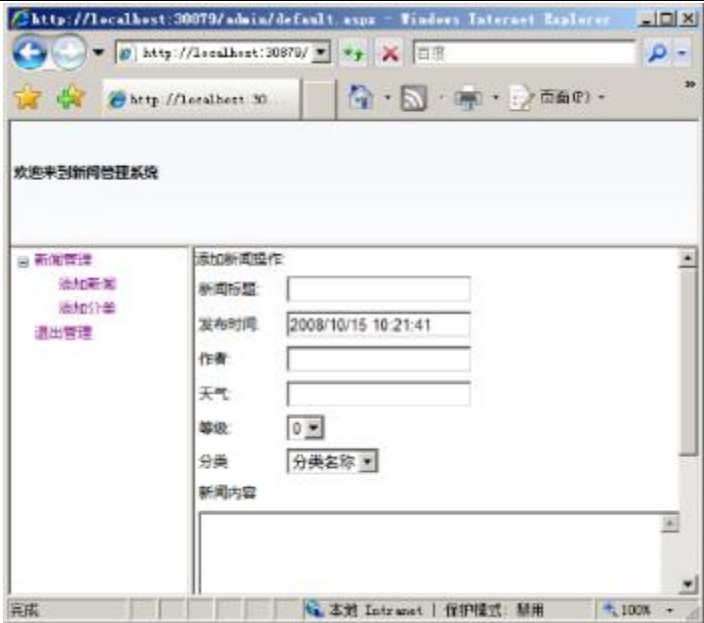 http://localhost:30879/admin/default.aspx - Windows Internet Explorer
http://localhost:30879/
百度
http://localhost:30...
页面(P)
欢迎来到新闻管理系统
新闻管理
添加新闻
添加分类
退出管理
添加新闻操作:
新闻标题:
发布时间: 2008/10/15 16:21:41
作者:
天气:
等级: 0
分类 分类名称
新闻内容
完成 本地 Intranet | 保护模式: 禁用 100%